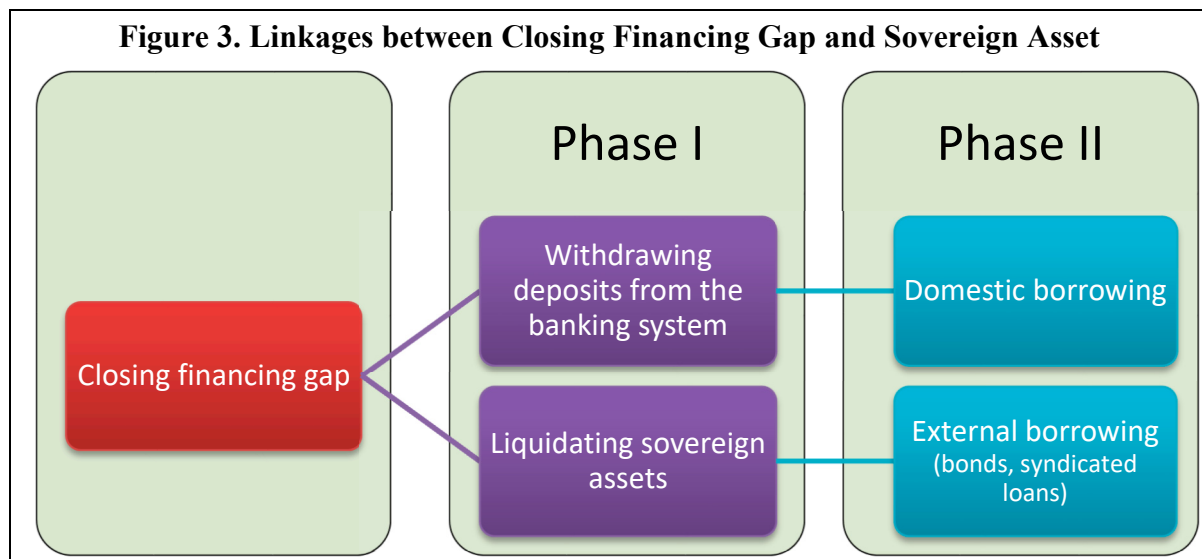 Figure 3. Linkages between Closing Financing Gap and Sovereign Asset
Closing financing gap
Phase I
Withdrawing
deposits from the
banking system
Liquidating sovereign
assets
Phase II
Domestic borrowing
External borrowing
(bonds, syndicated
loans)